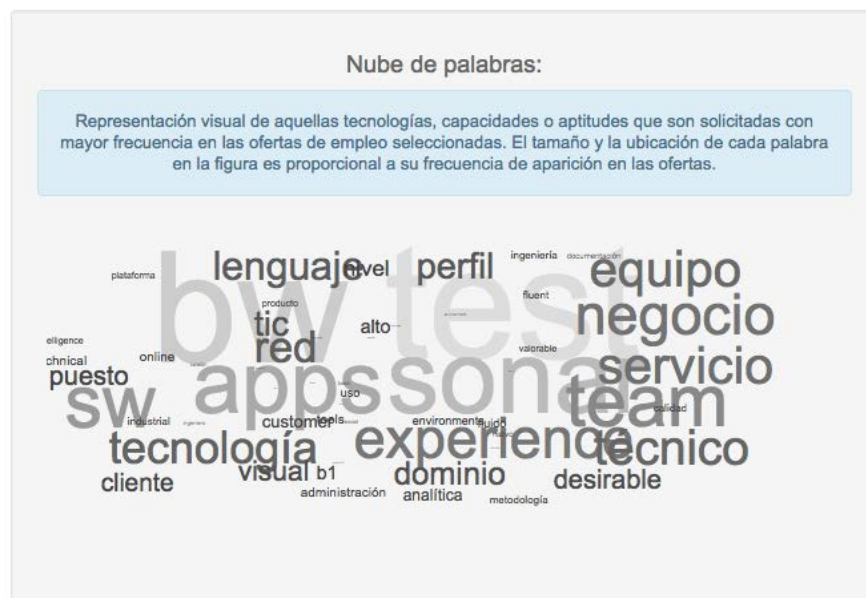 Nube de palabras:
Representación visual de aquellas tecnologías, capacidades o aptitudes que son solicitadas con
mayor frecuencia en las ofertas de empleo seleccionadas. El tamaño y la ubicación de cada palabra
en la figura es proporcional a su frecuencia de aparición en las ofertas.
bw test
lenguaje nivel perfil ingeniería documentación
plataforma equipo
fluent
producto
tic alto negocio
red
elligence valorable
chnical online servicio
puesto appssonar
uso team
sw calidad
industrial customer tools environments fluido
tecnología experience técnico
visual b1 dominio
cliente desirable
administración analítica metodología